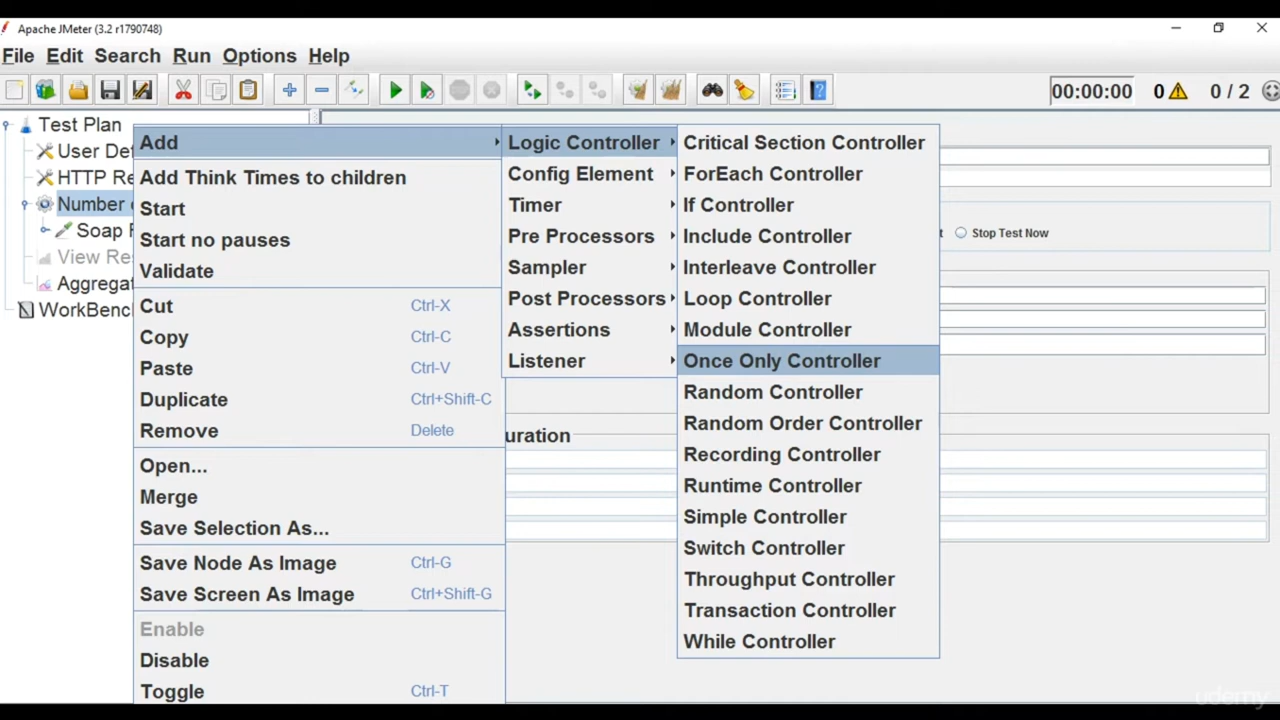 Apache JMeter (3.2 r1790748)
File Edit Search Run Options Help
00:00:00 0 0 / 2
Test Plan
User Def
HTTP Re
Number
Soap
View Res
Aggregat
WorkBenc
Add
Add Think Times to children
Start
Start no pauses
Validate
Cut Ctrl-X
Copy Ctrl-C
Paste Ctrl-V
Duplicate Ctrl+Shift-C
Remove Delete
Open...
Merge
Save Selection As...
Save Node As Image Ctrl-G
Save Screen As Image Ctrl+Shift-G
Enable
Disable
Toggle Ctrl-T
Logic Controller
Config Element
Timer
Pre Processors
Sampler
Post Processors
Assertions
Listener
Critical Section Controller
ForEach Controller
If Controller
Include Controller
Interleave Controller
Loop Controller
Module Controller
Once Only Controller
Random Controller
Random Order Controller
Recording Controller
Runtime Controller
Simple Controller
Switch Controller
Throughput Controller
Transaction Controller
While Controller
t Stop Test Now
uration
udemy